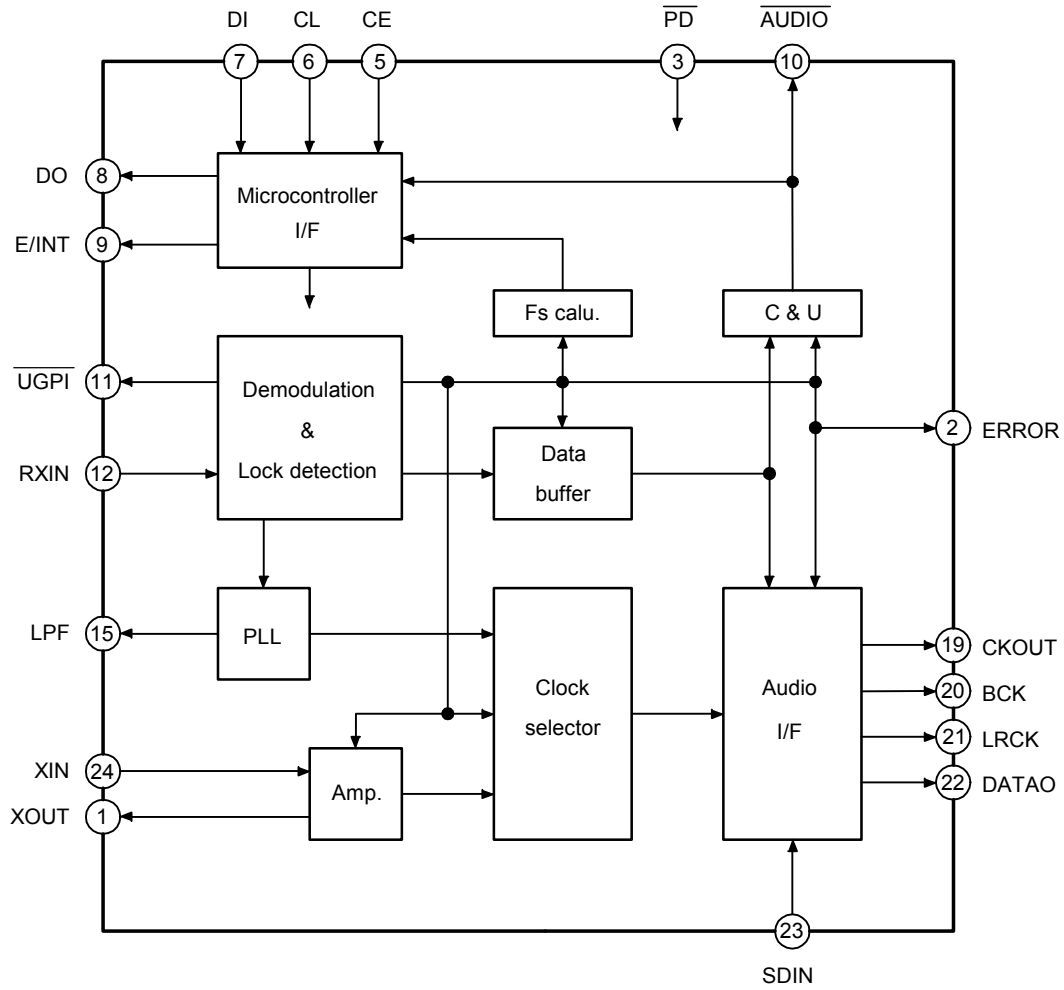 DI CL CE PD AUDIO
7 6 5 3 10
DO 8
Microcontroller
I/F
E/INT 9
Fs calu.
C & U
UGPI 11
Demodulation
&
Lock detection
2 ERROR
RXIN 12
Data
buffer
LPF 15
PLL
Clock
selector
Audio
I/F
19 CKOUT
20 BCK
21 LRCK
22 DATAO
XIN 24
Amp.
XOUT 1
23
SDIN